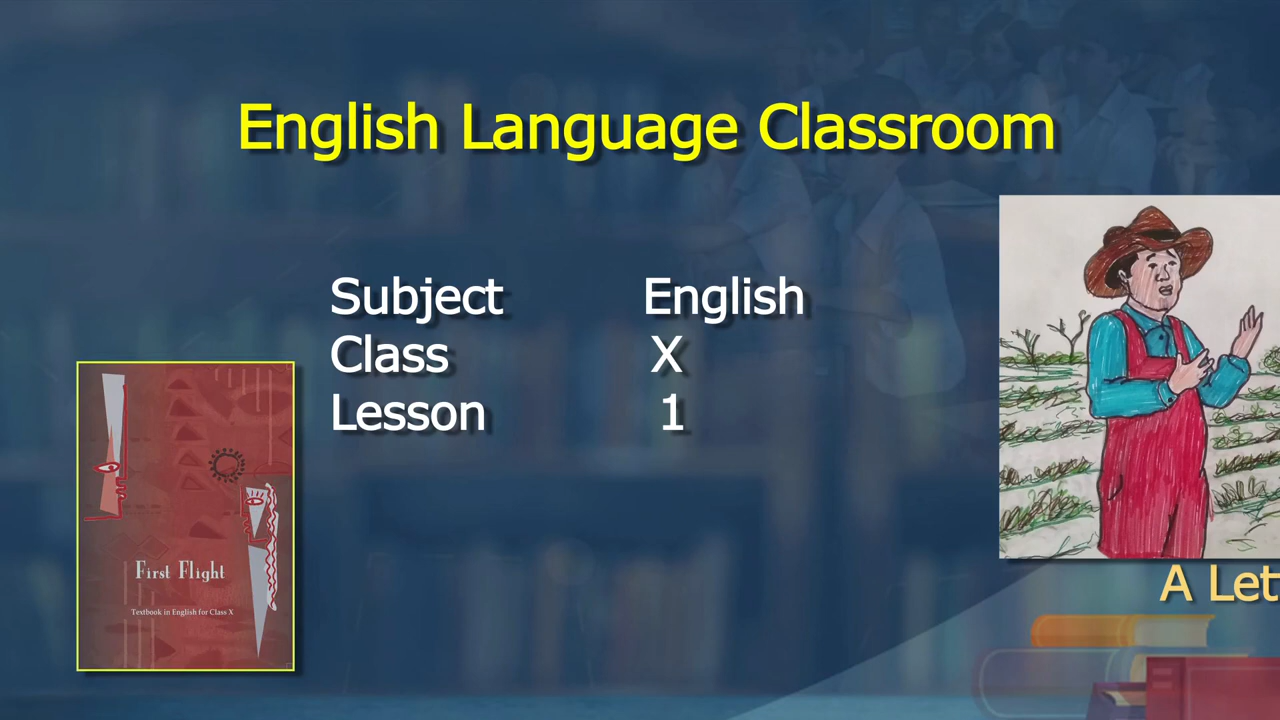 English Language Classroom
Subject English
Class X
Lesson 1
First Flight
Textbook in English for Class X
A Let